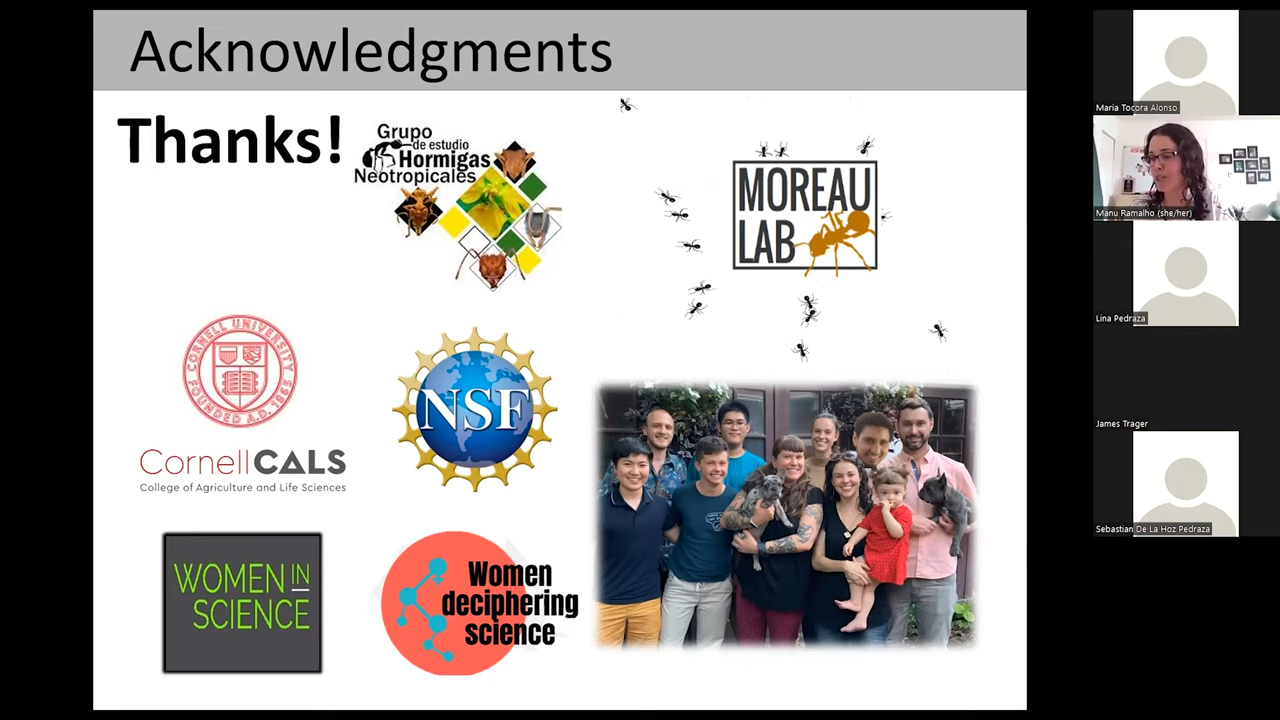 Acknowledgments
Thanks!
Grupo
de estudio
Hormigas
Neotropicales
MOREAU
LAB
CORNELL UNIVERSITY
FOUNDED A.D. 1865
NSF
CornellCALS
College of Agriculture and Life Sciences
WOMEN IN
SCIENCE
Women
deciphering
science
Maria Tocora Alonso
Manu Ramalho (she/her)
Lina Pedraza
James Trager
Sebastian De La Hoz Pedraza